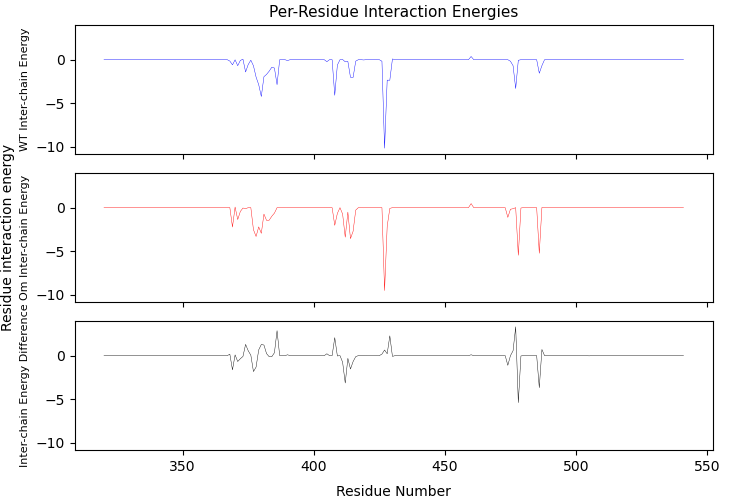 Per-Residue Interaction Energies
Residue interaction energy
WT Inter-chain Energy
0
−5
−10
Om Inter-chain Energy
0
−5
−10
Inter-chain Energy Difference
0
−5
−10
350
400
450
500
550
Residue Number